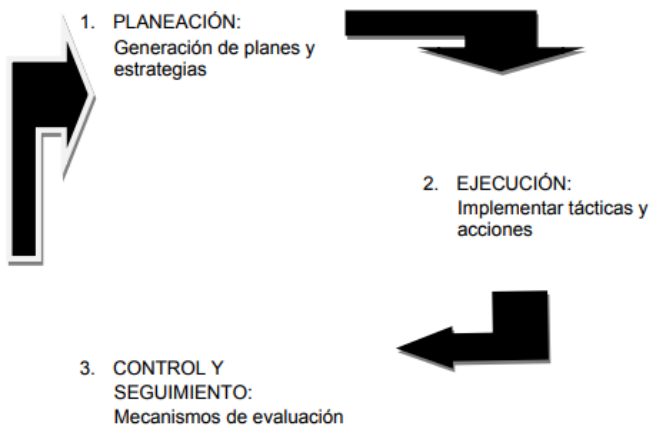 1. PLANEACIÓN:
Generación de planes y
estrategias
2. EJECUCIÓN:
Implementar tácticas y
acciones
3. CONTROL Y
SEGUIMIENTO:
Mecanismos de evaluación